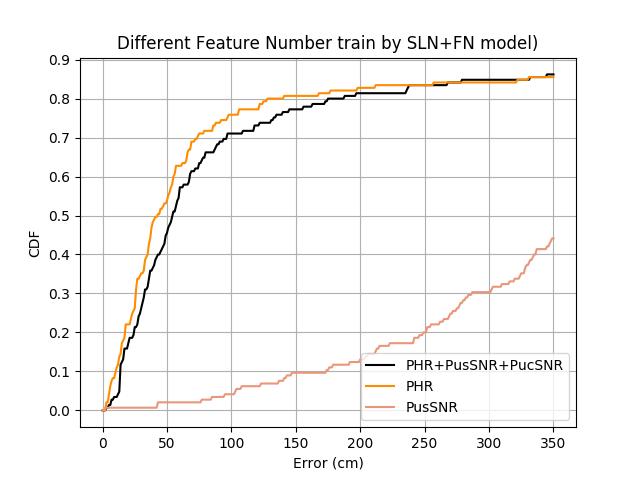 Different Feature Number train by SLN+FN model)
0.9
0.8
0.7
0.6
0.5
0.4
0.3
0.2
0.1
0.0
CDF
PHR+PusSNR+PucSNR
PHR
PusSNR
0 50 100 150 200 250 300 350
Error (cm)